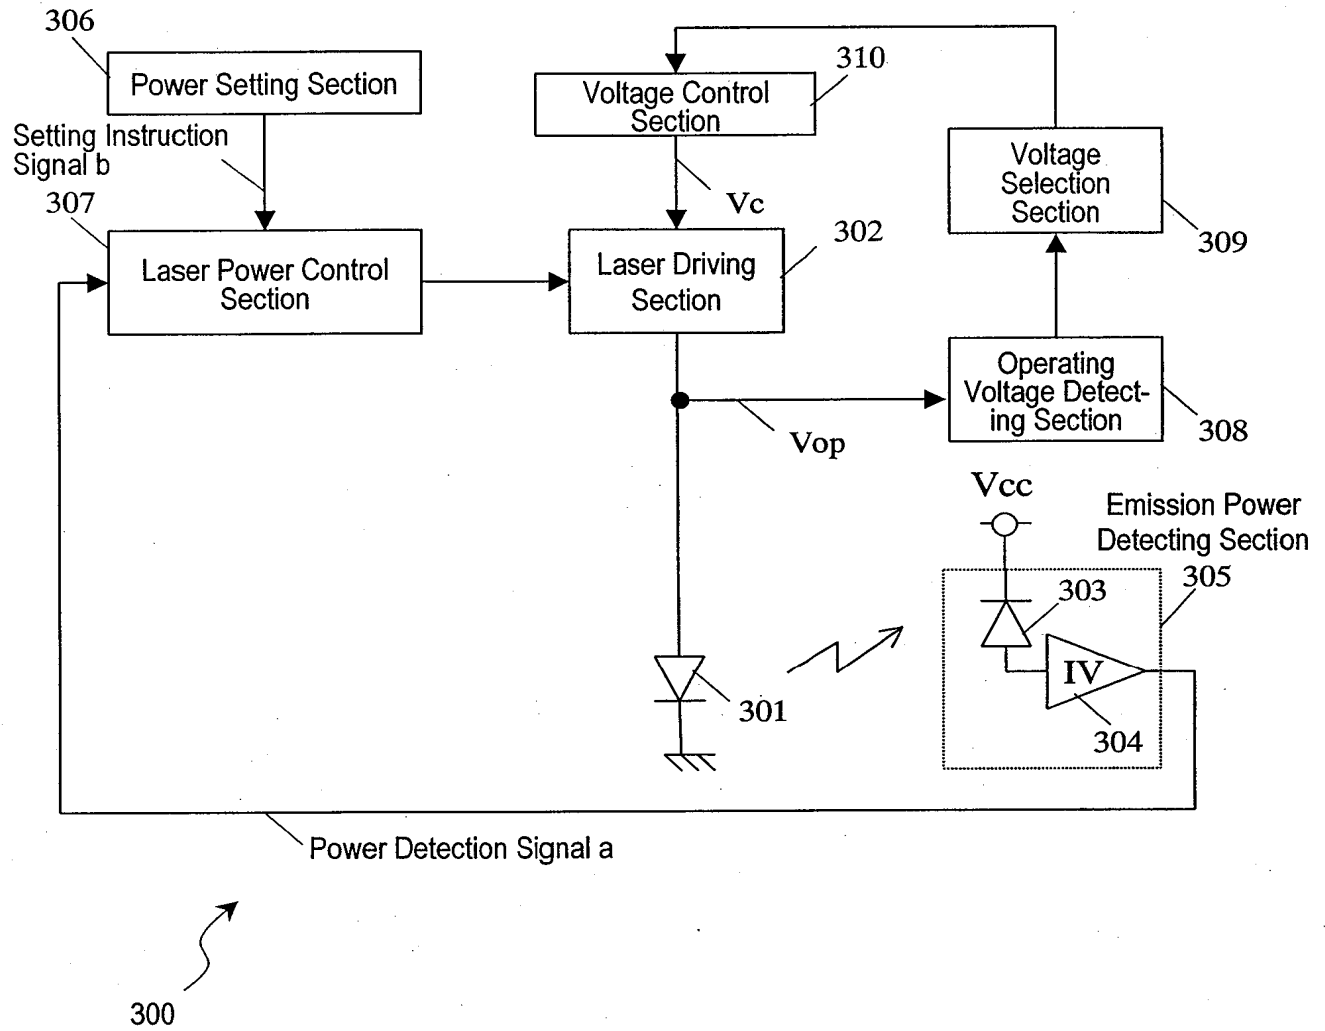 306
Power Setting Section
Setting Instruction
Signal b
307
Laser Power Control
Section
310
Voltage Control
Section
Vc
302
Laser Driving
Section
Voltage
Selection
Section
309
Operating
Voltage Detect-
ing Section
308
Vop
Vcc
Emission Power
Detecting Section
305
303
IV
304
301
Power Detection Signal a
300